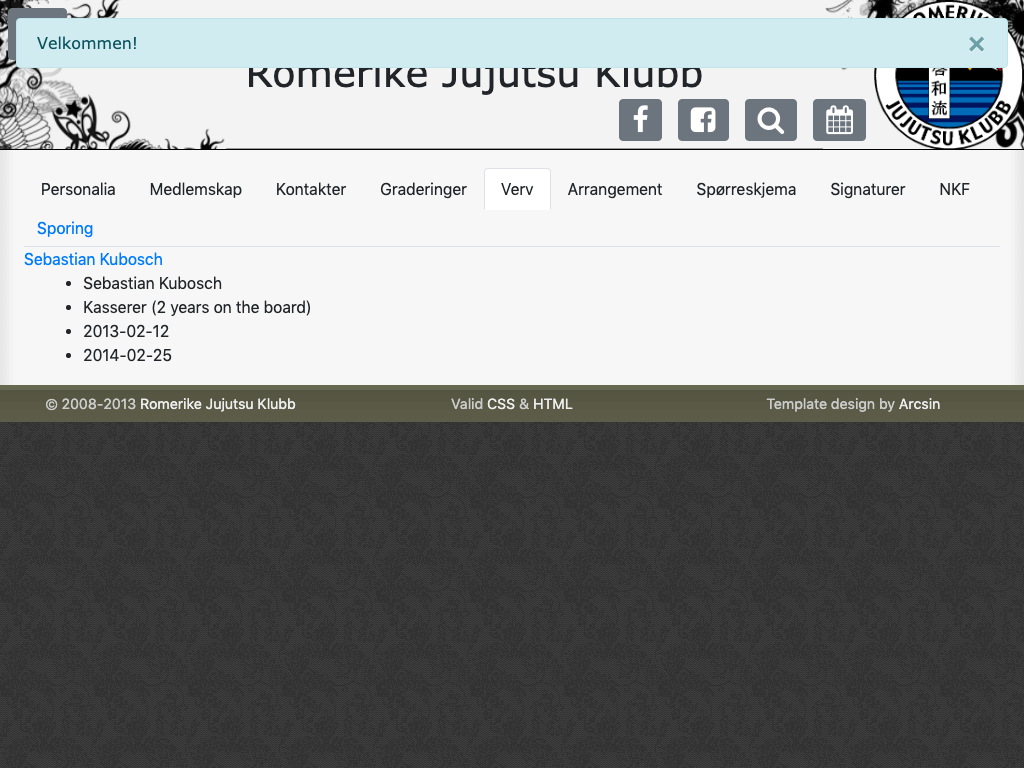 Velkommen!
×
Romerike Jujutsu Klubb
ROMERIK
啓和流
JUJUTSU KLUBB
Personalia Medlemskap Kontakter Graderinger Verv Arrangement Spørreskjema Signaturer NKF
Sporing
Sebastian Kubosch
• Sebastian Kubosch
• Kasserer (2 years on the board)
• 2013-02-12
• 2014-02-25
© 2008-2013 Romerike Jujutsu Klubb Valid CSS & HTML Template design by Arcsin